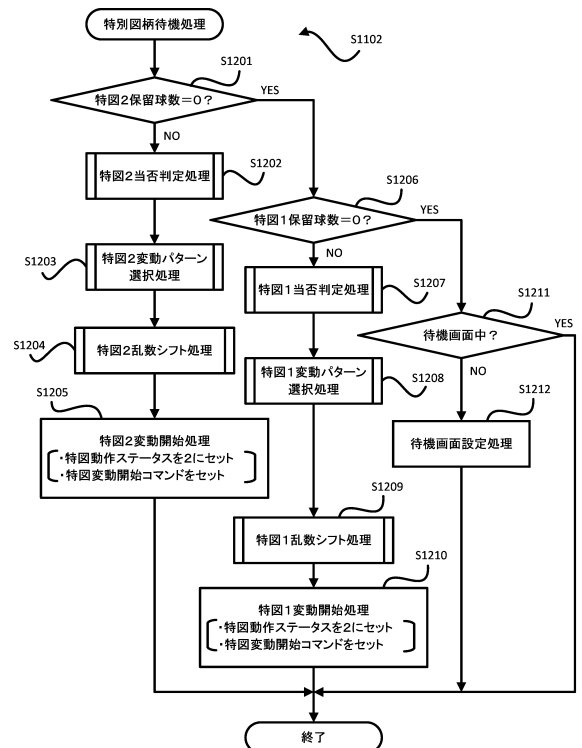 特別図柄待機処理
S1102
S1201
特図2保留球数=0?
YES
NO
特図2当否判定処理
S1202
S1206
特図1保留球数=0?
YES
NO
S1203
特図2変動パターン
選択処理
特図1当否判定処理
S1207
S1211
待機画面中?
YES
NO
S1204
特図2乱数シフト処理
特図1変動パターン
選択処理
S1208
S1205
特図2変動開始処理
・特図動作ステータスを2にセット
・特図変動開始コマンドをセット
S1212
待機画面設定処理
S1209
特図1乱数シフト処理
S1210
特図1変動開始処理
・特図動作ステータスを2にセット
・特図変動開始コマンドをセット
終了